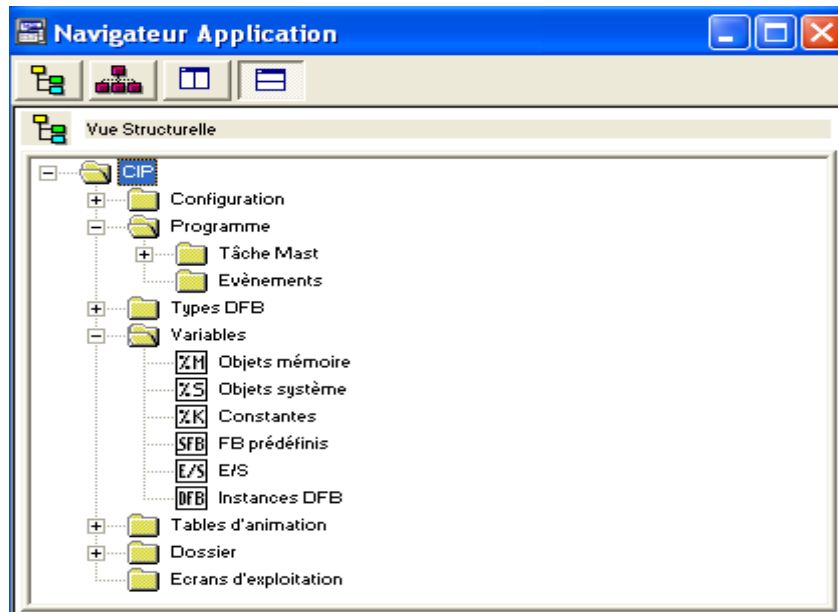 Navigateur Application
Vue Structurelle
CIP
Configuration
Programme
Tâche Mast
Evènements
Types DFB
Variables
%M Objets mémoire
%S Objets système
%K Constantes
SFB FB prédéfinis
E/S E/S
DFB Instances DFB
Tables d'animation
Dossier
Ecrans d'exploitation